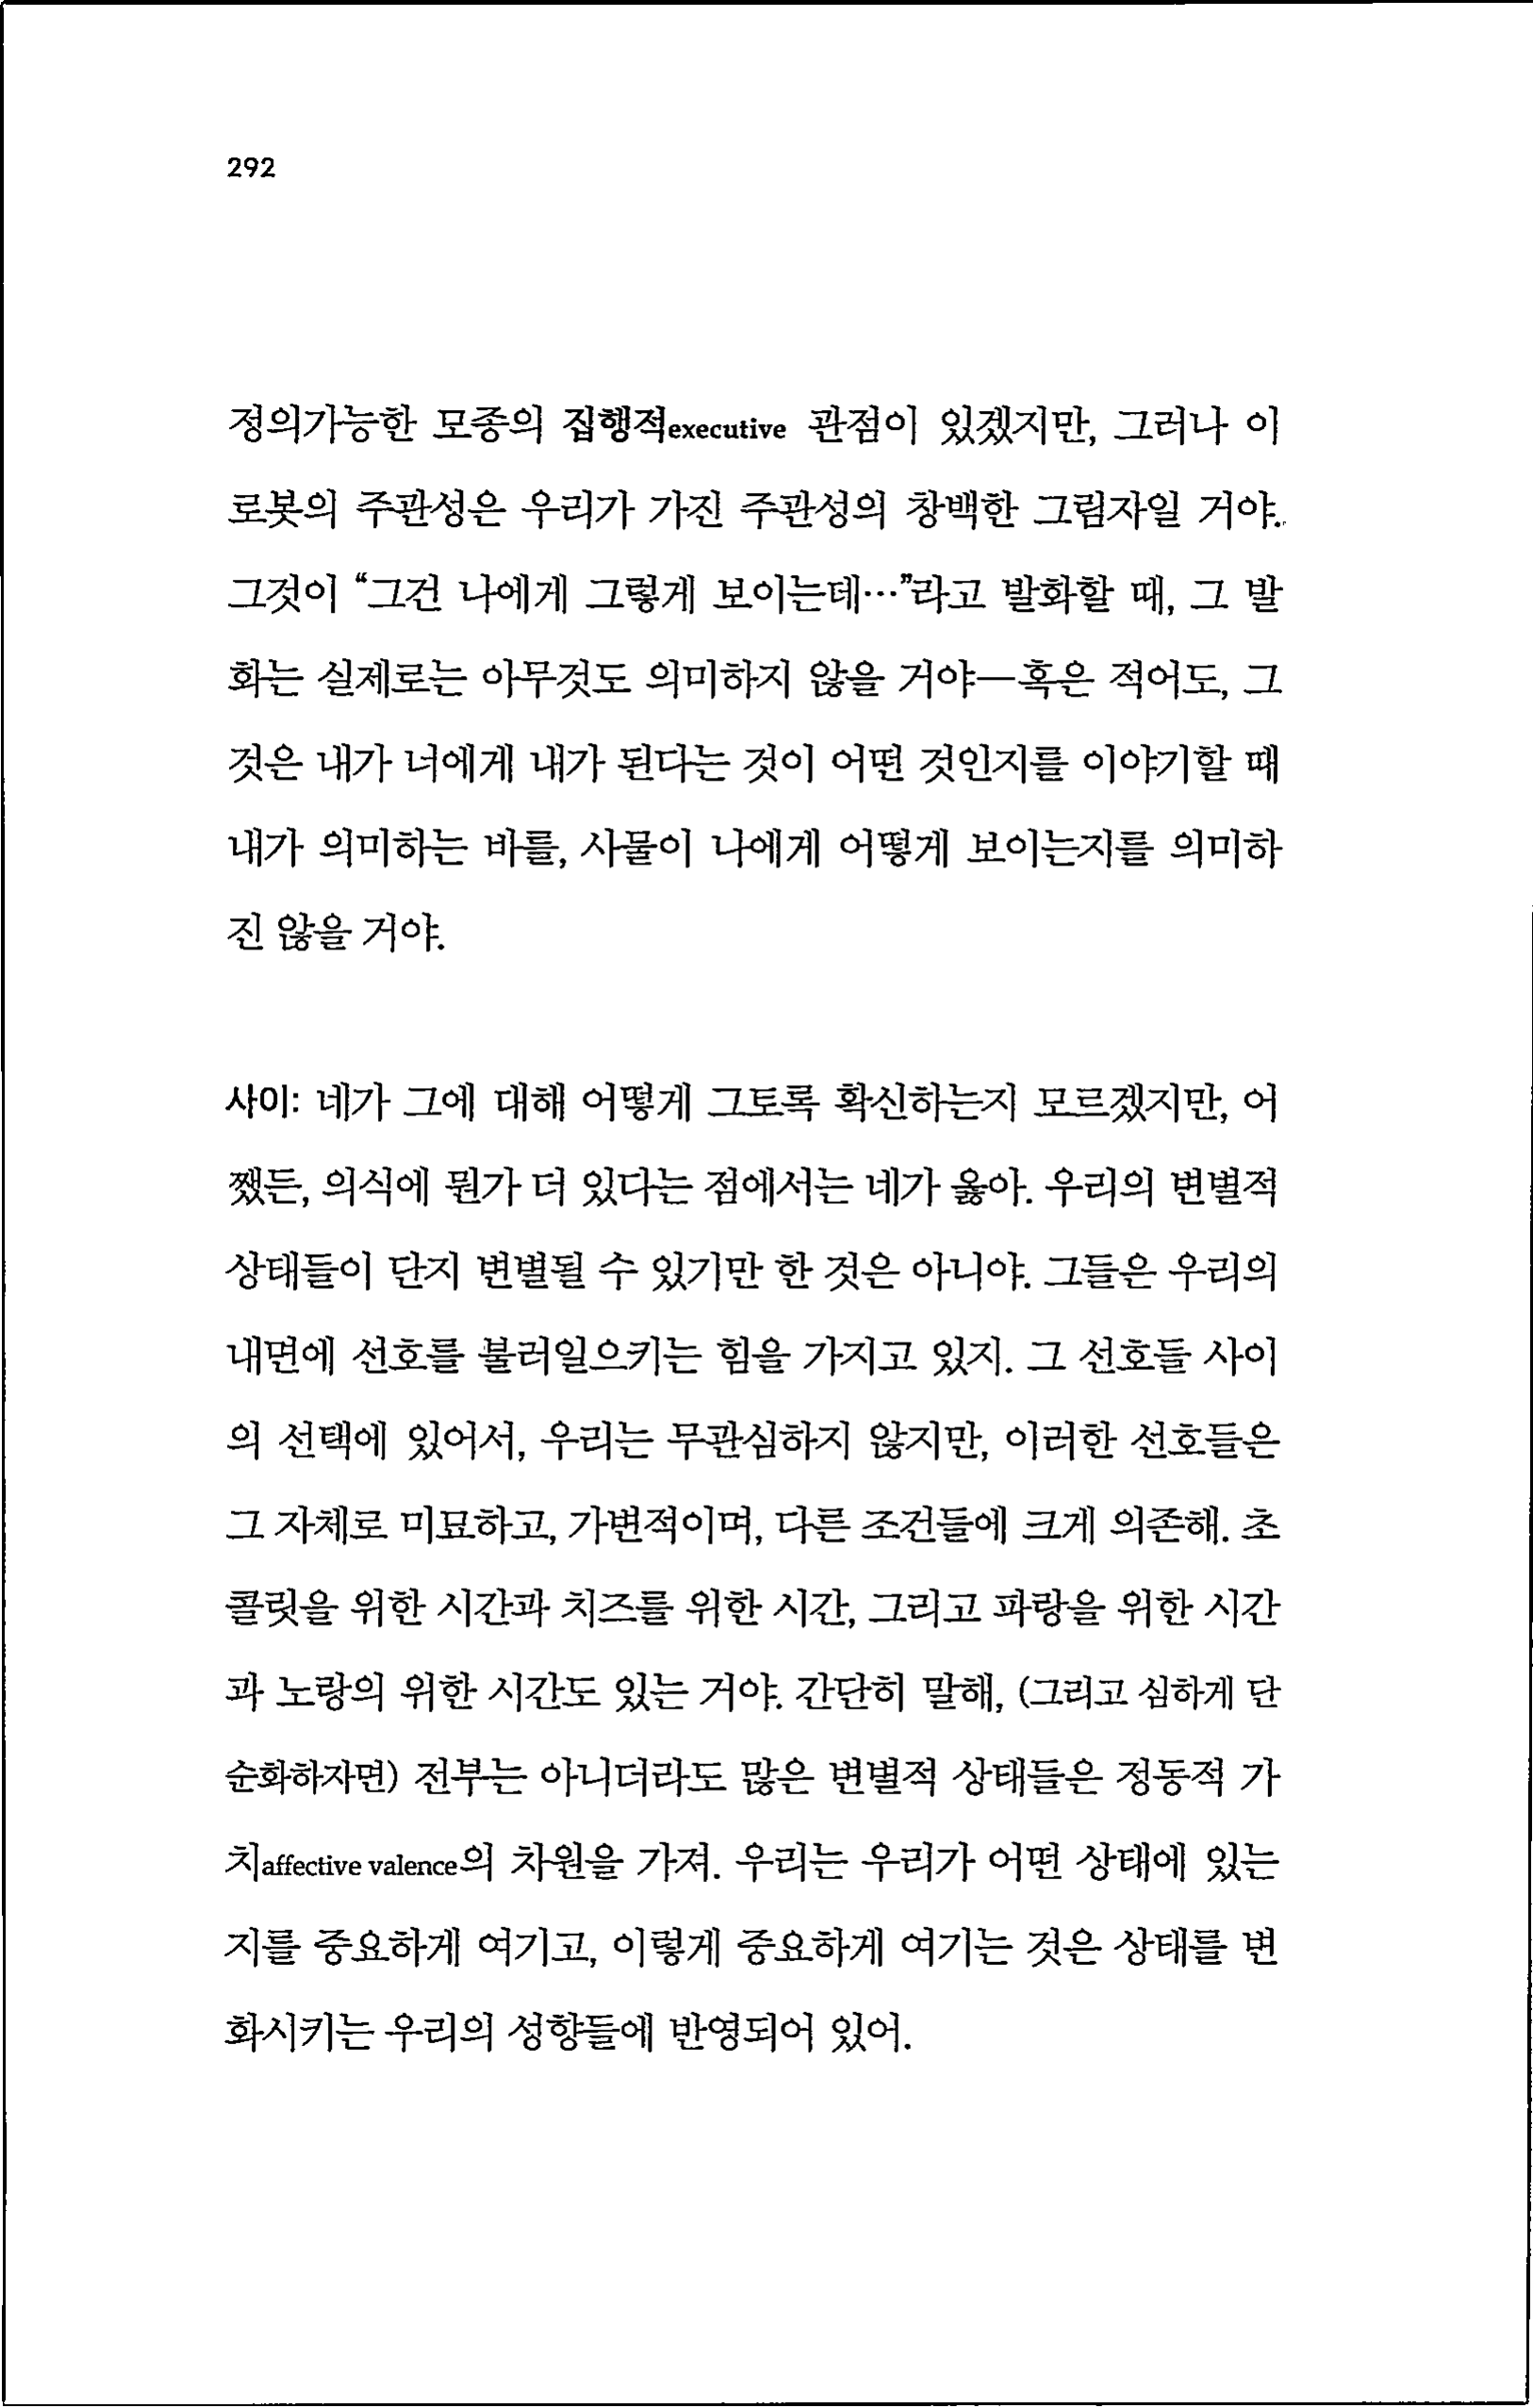 292
정의가능한 모종의 집행적executive 관점이 있겠지만, 그러나 이
로봇의 주관성은 우리가 가진 주관성의 창백한 그림자일 거야.
그것이 “그건 나에게 그렇게 보이는데…”라고 발화할 때, 그 발
화는 실제로는 아무것도 의미하지 않을 거야—혹은 적어도, 그
것은 내가 너에게 내가 된다는 것이 어떤 것인지를 이야기할 때
내가 의미하는 바를, 사물이 나에게 어떻게 보이는지를 의미하
진 않을 거야.
사이: 네가 그에 대해 어떻게 그토록 확신하는지 모르겠지만, 어
쨌든, 의식에 뭔가 더 있다는 점에서는 네가 옳아. 우리의 변별적
상태들이 단지 변별될 수 있기만 한 것은 아니야. 그들은 우리의
내면에 선호를 불러일으키는 힘을 가지고 있지. 그 선호들 사이
의 선택에 있어서, 우리는 무관심하지 않지만, 이러한 선호들은
그 자체로 미묘하고, 가변적이며, 다른 조건들에 크게 의존해. 초
콜릿을 위한 시간과 치즈를 위한 시간, 그리고 파랑을 위한 시간
과 노랑의 위한 시간도 있는 거야. 간단히 말해, (그리고 심하게 단
순화하자면) 전부는 아니더라도 많은 변별적 상태들은 정동적 가
치affective valence의 차원을 가져. 우리는 우리가 어떤 상태에 있는
지를 중요하게 여기고, 이렇게 중요하게 여기는 것은 상태를 변
화시키는 우리의 성향들에 반영되어 있어.